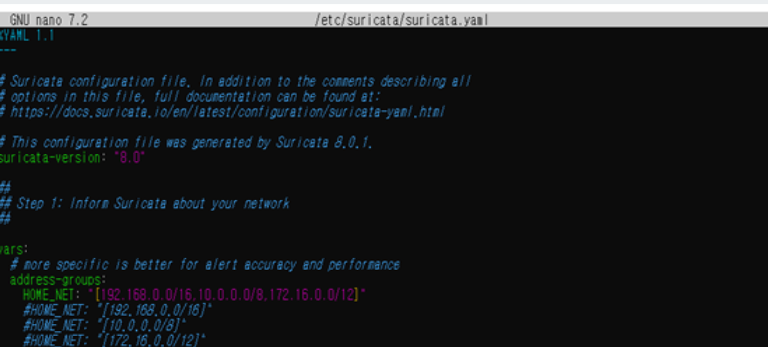 GNU nano 7.2 /etc/suricata/suricata.yaml
%YAML 1.1
---
# Suricata configuration file. In addition to the comments describing all
# options in this file, full documentation can be found at:
# https://docs.suricata.io/en/latest/configuration/suricata-yaml.html
# This configuration file was generated by Suricata 8.0.1.
suricata-version: "8.0"
##
## Step 1: Inform Suricata about your network
##
vars:
# more specific is better for alert accuracy and performance
address-groups:
HOME_NET: "[192.168.0.0/16,10.0.0.0/8,172.16.0.0/12]"
#HOME_NET: "[192.168.0.0/16]"
#HOME_NET: "[10.0.0.0/8]"
#HOME_NET: "[172.16.0.0/12]"